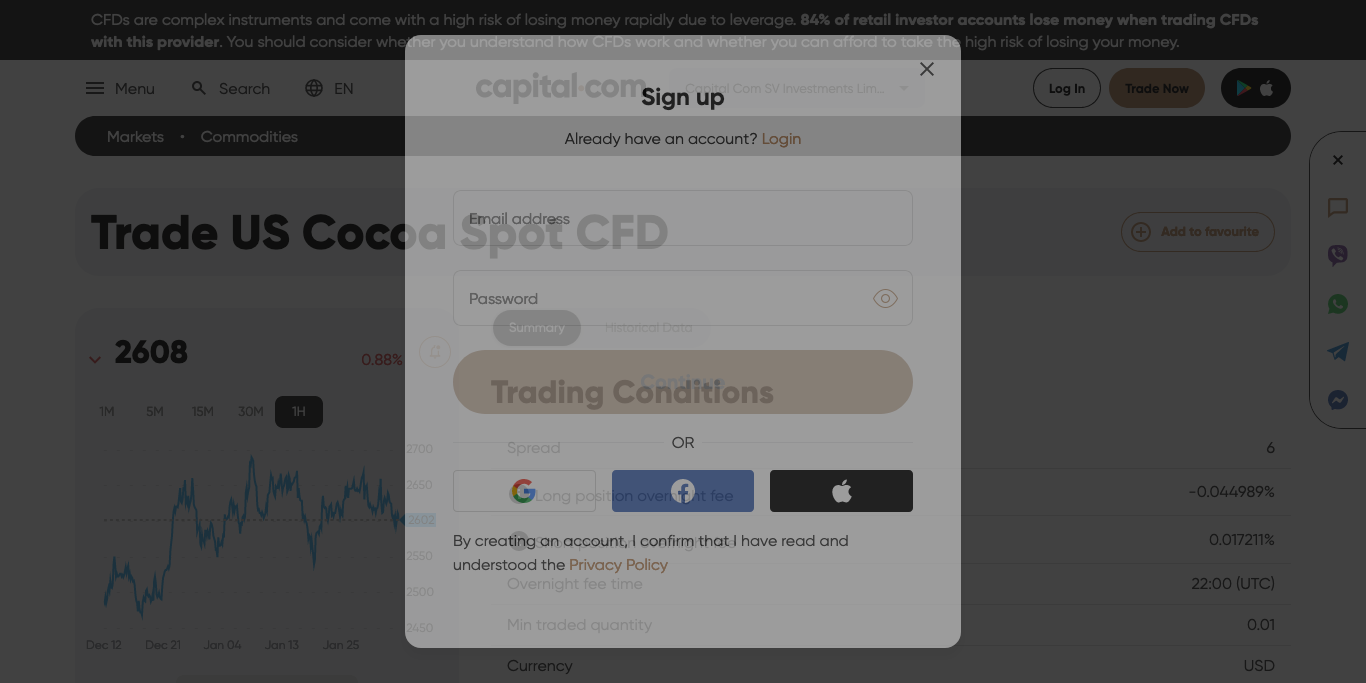 CFDs are complex instruments and come with a high risk of losing money rapidly due to leverage. 84% of retail investor accounts lose money when trading CFDs
with this provider. You should consider whether you understand how CFDs work and whether you can afford to take the high risk of losing your money.
Menu
Search
EN
capital.com
Capital Com SV Investments Lim...
Log In
Trade Now
Markets • Commodities
Sign up
Already have an account? Login
Trade US Cocoa Spot CFD
Add to favourite
Email address
Password
Summary
Historical Data
2608
0.88%
1M 5M 15M 30M 1H
Continue
Trading Conditions
OR
2700
2650
2602
2550
2500
2450
Dec 12 Dec 21 Jan 04 Jan 13 Jan 25
Spread 6
Long position overnight fee -0.044989%
0.017211%
By creating an account, I confirm that I have read and
understood the Privacy Policy
Overnight fee time 22:00 (UTC)
Min traded quantity 0.01
Currency USD